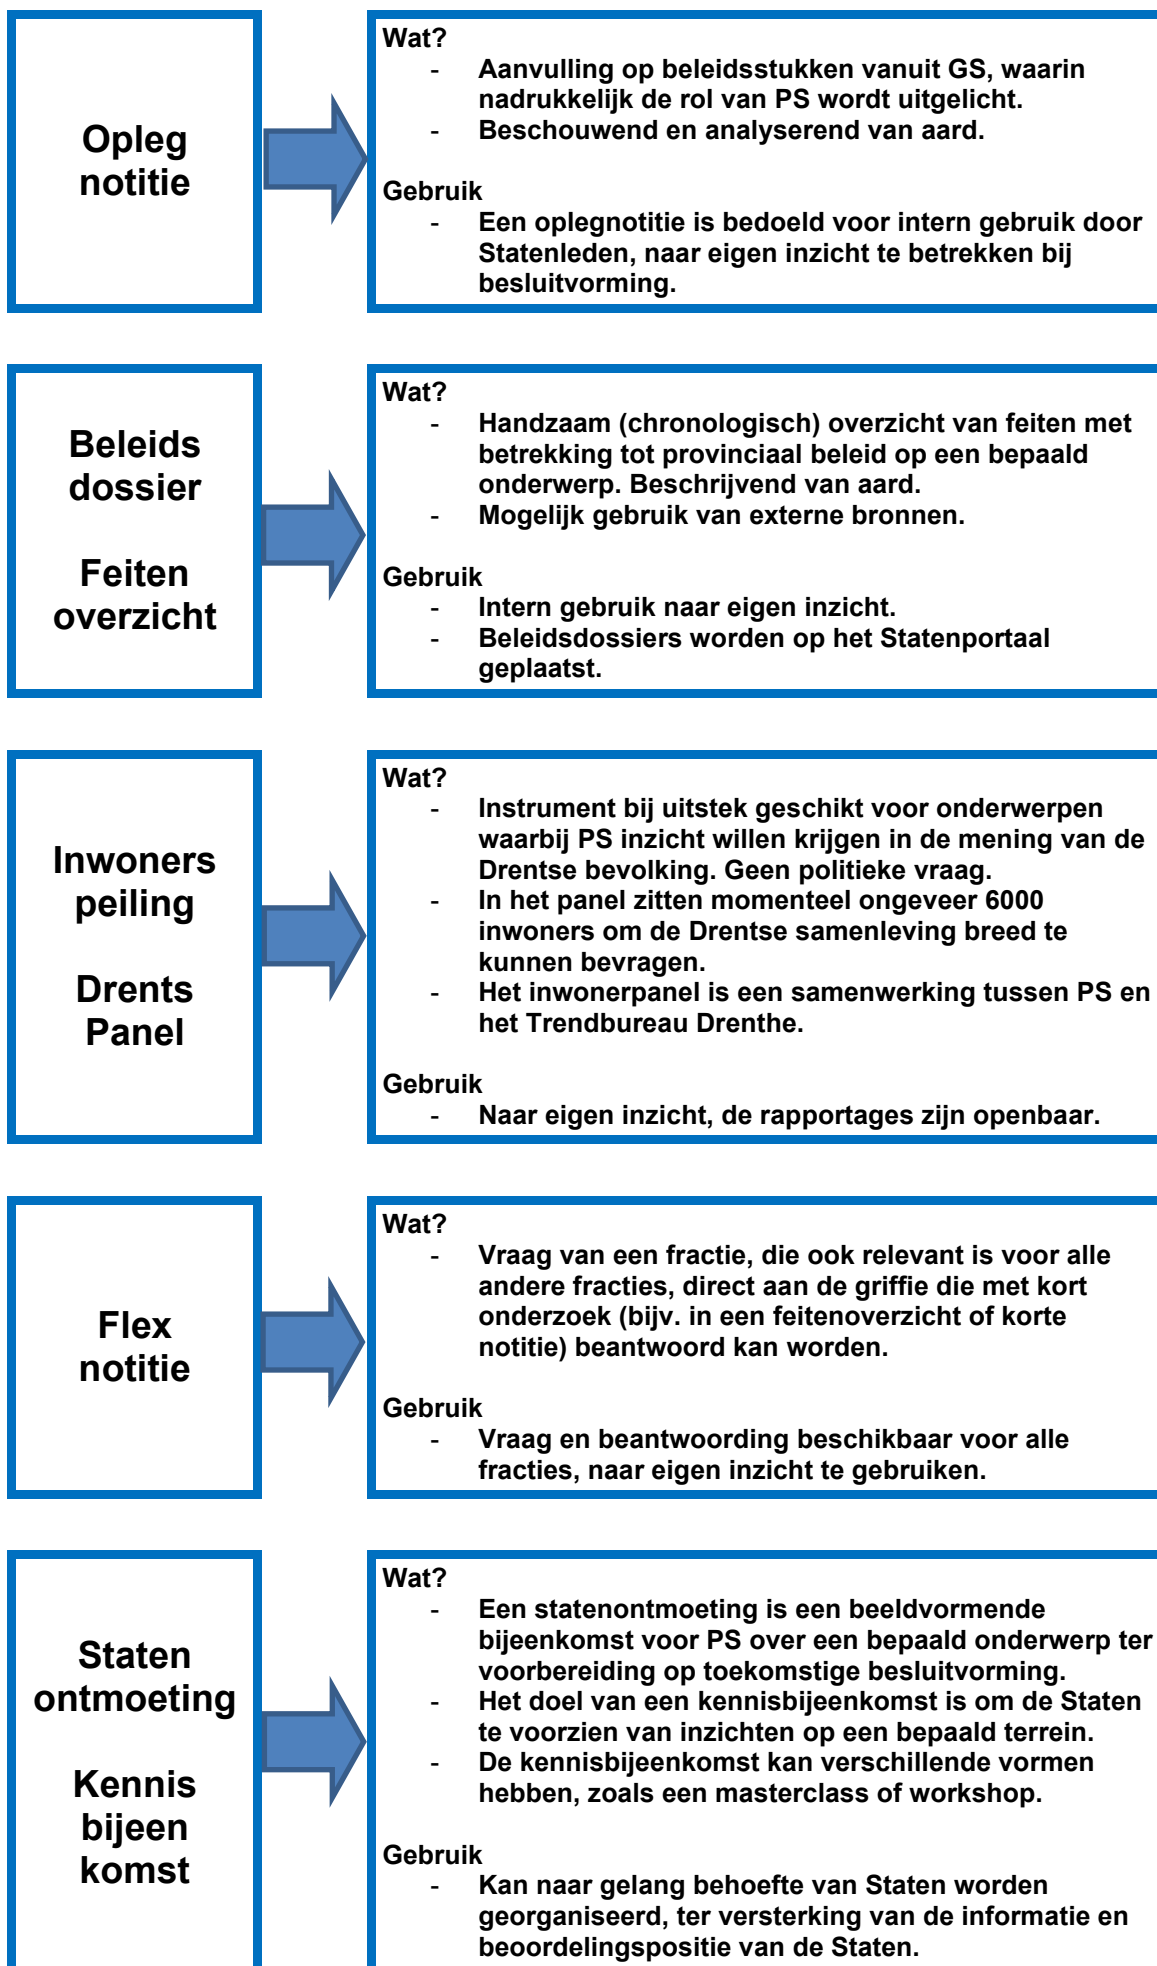 Opleg
notitie
Wat?
- Aanvulling op beleidsstukken vanuit GS, waarin
nadrukkelijk de rol van PS wordt uitgelicht.
- Beschouwend en analyserend van aard.
Gebruik
- Een oplegnotitie is bedoeld voor intern gebruik door
Statenleden, naar eigen inzicht te betrekken bij
besluitvorming.
Beleids
dossier
Feiten
overzicht
Wat?
- Handzaam (chronologisch) overzicht van feiten met
betrekking tot provinciaal beleid op een bepaald
onderwerp. Beschrijvend van aard.
- Mogelijk gebruik van externe bronnen.
Gebruik
- Intern gebruik naar eigen inzicht.
- Beleidsdossiers worden op het Statenportaal
geplaatst.
Inwoners
peiling
Drents
Panel
Wat?
- Instrument bij uitstek geschikt voor onderwerpen
waarbij PS inzicht willen krijgen in de mening van de
Drentse bevolking. Geen politieke vraag.
- In het panel zitten momenteel ongeveer 6000
inwoners om de Drentse samenleving breed te
kunnen bevragen.
- Het inwonerpanel is een samenwerking tussen PS en
het Trendbureau Drenthe.
Gebruik
- Naar eigen inzicht, de rapportages zijn openbaar.
Flex
notitie
Wat?
- Vraag van een fractie, die ook relevant is voor alle
andere fracties, direct aan de griffie die met kort
onderzoek (bijv. in een feitenoverzicht of korte
notitie) beantwoord kan worden.
Gebruik
- Vraag en beantwoording beschikbaar voor alle
fracties, naar eigen inzicht te gebruiken.
Staten
ontmoeting
Kennis
bijeen
komst
Wat?
- Een statenontmoeting is een beeldvormende
bijeenkomst voor PS over een bepaald onderwerp ter
voorbereiding op toekomstige besluitvorming.
- Het doel van een kennisbijeenkomst is om de Staten
te voorzien van inzichten op een bepaald terrein.
- De kennisbijeenkomst kan verschillende vormen
hebben, zoals een masterclass of workshop.
Gebruik
- Kan naar gelang behoefte van Staten worden
georganiseerd, ter versterking van de informatie en
beoordelingspositie van de Staten.